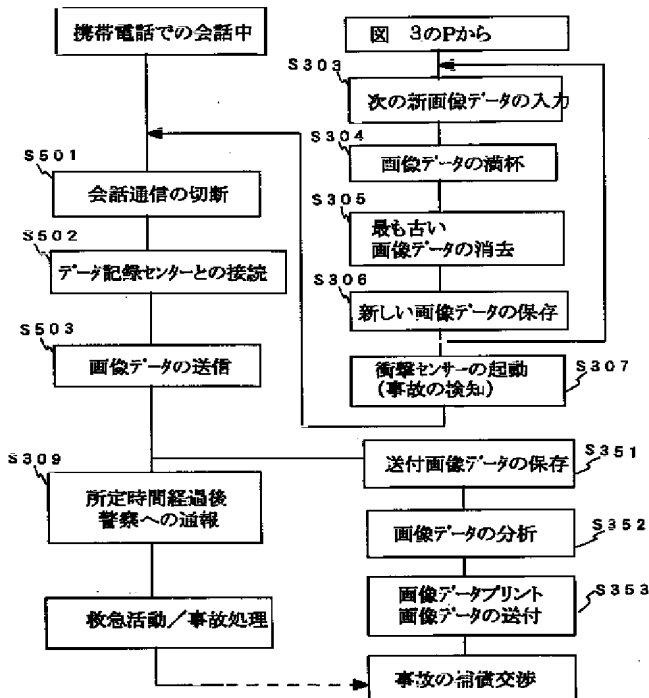 携帯電話での会話中
図 3のPから
S303
次の新画像データの入力
S304
画像データの満杯
S501
会話通信の切断
S305
最も古い
画像データの消去
S502
データ記録センターとの接続
S306
新しい画像データの保存
S503
画像データの送信
衝撃センサーの起動
(事故の検知)
S307
S309
所定時間経過後
警察への通報
送付画像データの保存
S351
画像データの分析
S352
画像データプリント
画像データの送付
S353
救急活動/事故処理
事故の補償交渉